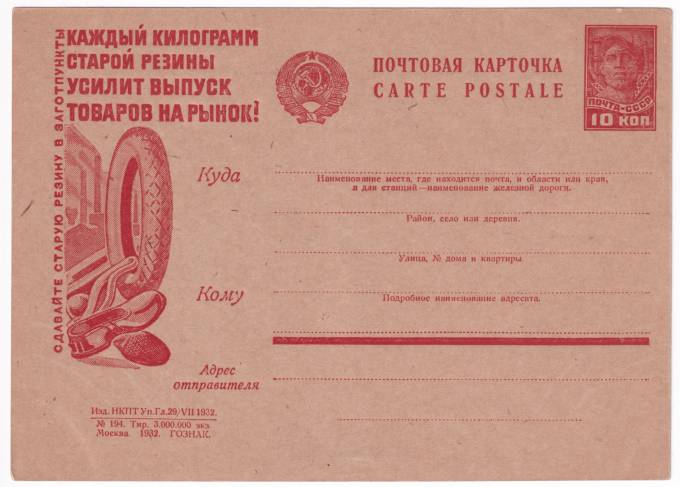 СДАВАЙТЕ СТАРУЮ РЕЗИНУ В ЗАГОТПУНКТЫ
КАЖДЫЙ КИЛОГРАММ
СТАРОЙ РЕЗИНЫ
УСИЛИТ ВЫПУСК
ТОВАРОВ НА РЫНОК!
ПОЧТОВАЯ КАРТОЧКА
CARTE POSTALE
ПОЧТА-СССР
10 КОП
Куда
Наименование места, где находится почта, и области или края,
а для станций—наименование железной дороги.
Район, село или деревня.
Улица, № дома и квартиры
Кому
Подробное наименование адресата.
Адрес
отправителя
Изд. НКПТ Уп. Гл. 29/VII 1932.
№ 194. Тир. 3.000.000 экз.
Москва 1932. ГОЗНАК.